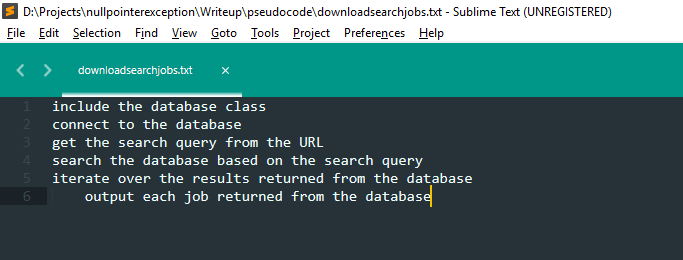 D:\Projects\nullpointerexception\Writeup\pseudocode\downloadsearchjobs.txt - Sublime Text (UNREGISTERED)
File Edit Selection Find View Goto Tools Project Preferences Help
downloadsearchjobs.txt ×
1 include the database class
2 connect to the database
3 get the search query from the URL
4 search the database based on the search query
5 iterate over the results returned from the database
6     output each job returned from the database